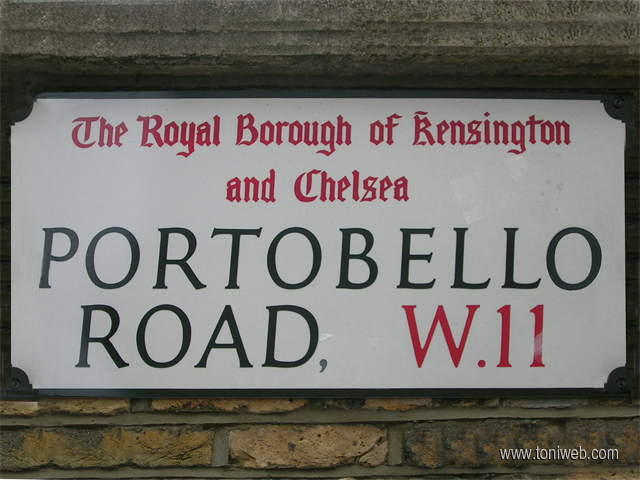 The Royal Borough of Kensington
and Chelsea
PORTOBELLO
ROAD, W.11
www.toniweb.com